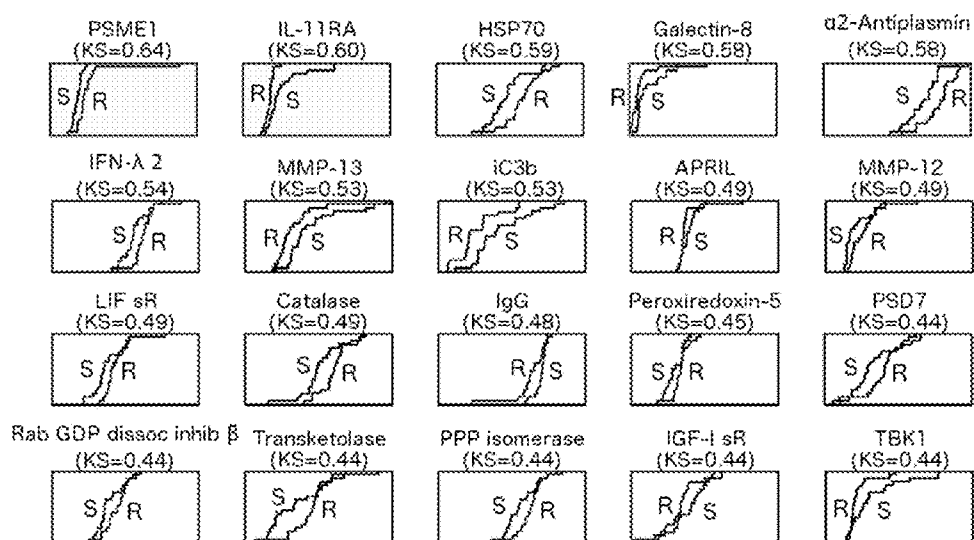 PSME1 IL-11RA HSP70 Galectin-8 α2-Antiplasmin
(KS=0.64) (KS=0.60) (KS=0.59) (KS=0.58) (KS=0.58)
S R R S S R R S S R
IFN-λ 2 MMP-13 iC3b APRIL MMP-12
(KS=0.54) (KS=0.53) (KS=0.53) (KS=0.49) (KS=0.49)
S R R S R S R S S R
LIF sR Catalase IgG Peroxiredoxin-5 PSD7
(KS=0.49) (KS=0.49) (KS=0.48) (KS=0.45) (KS=0.44)
S R S R R S S R S R
Rab GDP dissoc inhib β Transketolase PPP isomerase IGF-I sR TBK1
(KS=0.44) (KS=0.44) (KS=0.44) (KS=0.44) (KS=0.44)
S R S R S R R S R S